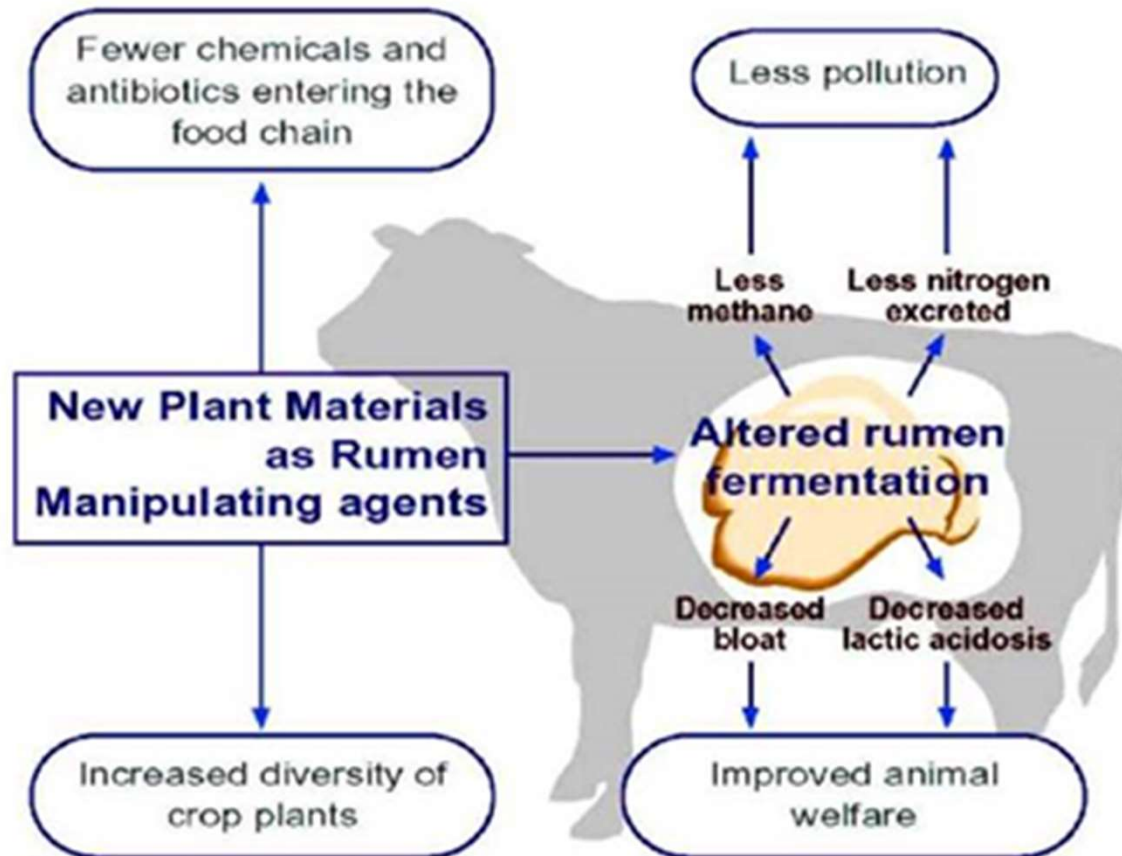 Fewer chemicals and
antibiotics entering the
food chain
Less pollution
Less
methane
Less nitrogen
excreted
New Plant Materials
as Rumen
Manipulating agents
Altered rumen
fermentation
Decreased
bloat
Decreased
lactic acidosis
Increased diversity of
crop plants
Improved animal
welfare